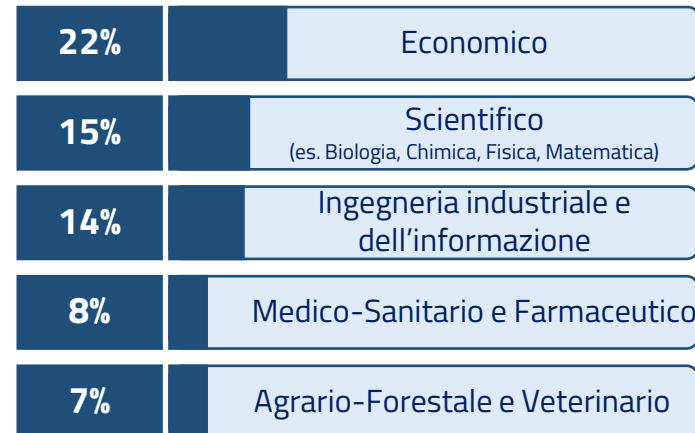 22%
Economico
15%
Scientifico
(es. Biologia, Chimica, Fisica, Matematica)
14%
Ingegneria industriale e
dell’informazione
8%
Medico-Sanitario e Farmaceutico
7%
Agrario-Forestale e Veterinario